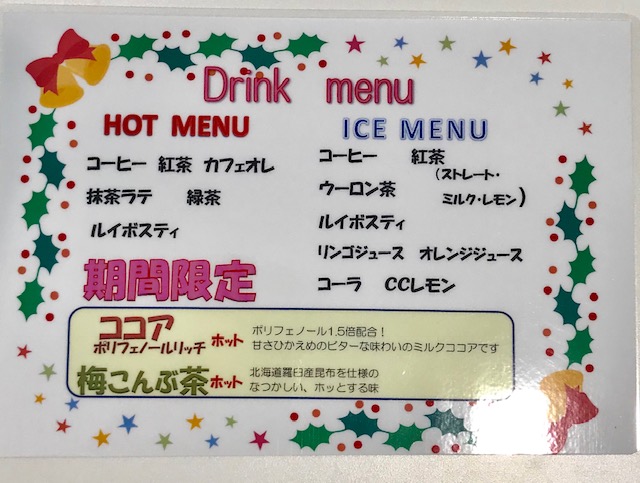 Drink menu
HOT MENU
コーヒー 紅茶 カフェオレ
抹茶ラテ 緑茶
ルイボスティ
ICE MENU
コーヒー 紅茶
(ストレート・
ウーロン茶 ミルク・レモン)
ルイボスティ
リンゴジュース オレンジジュース
コーラ CCレモン
期間限定
ココア
ポリフェノールリッチ ホット
ポリフェノール1.5倍配合!
甘さひかえめのビターな味わいのミルクココアです
梅こんぶ茶 ホット
北海道羅臼産昆布を仕様の
なつかしい、ホッとする味